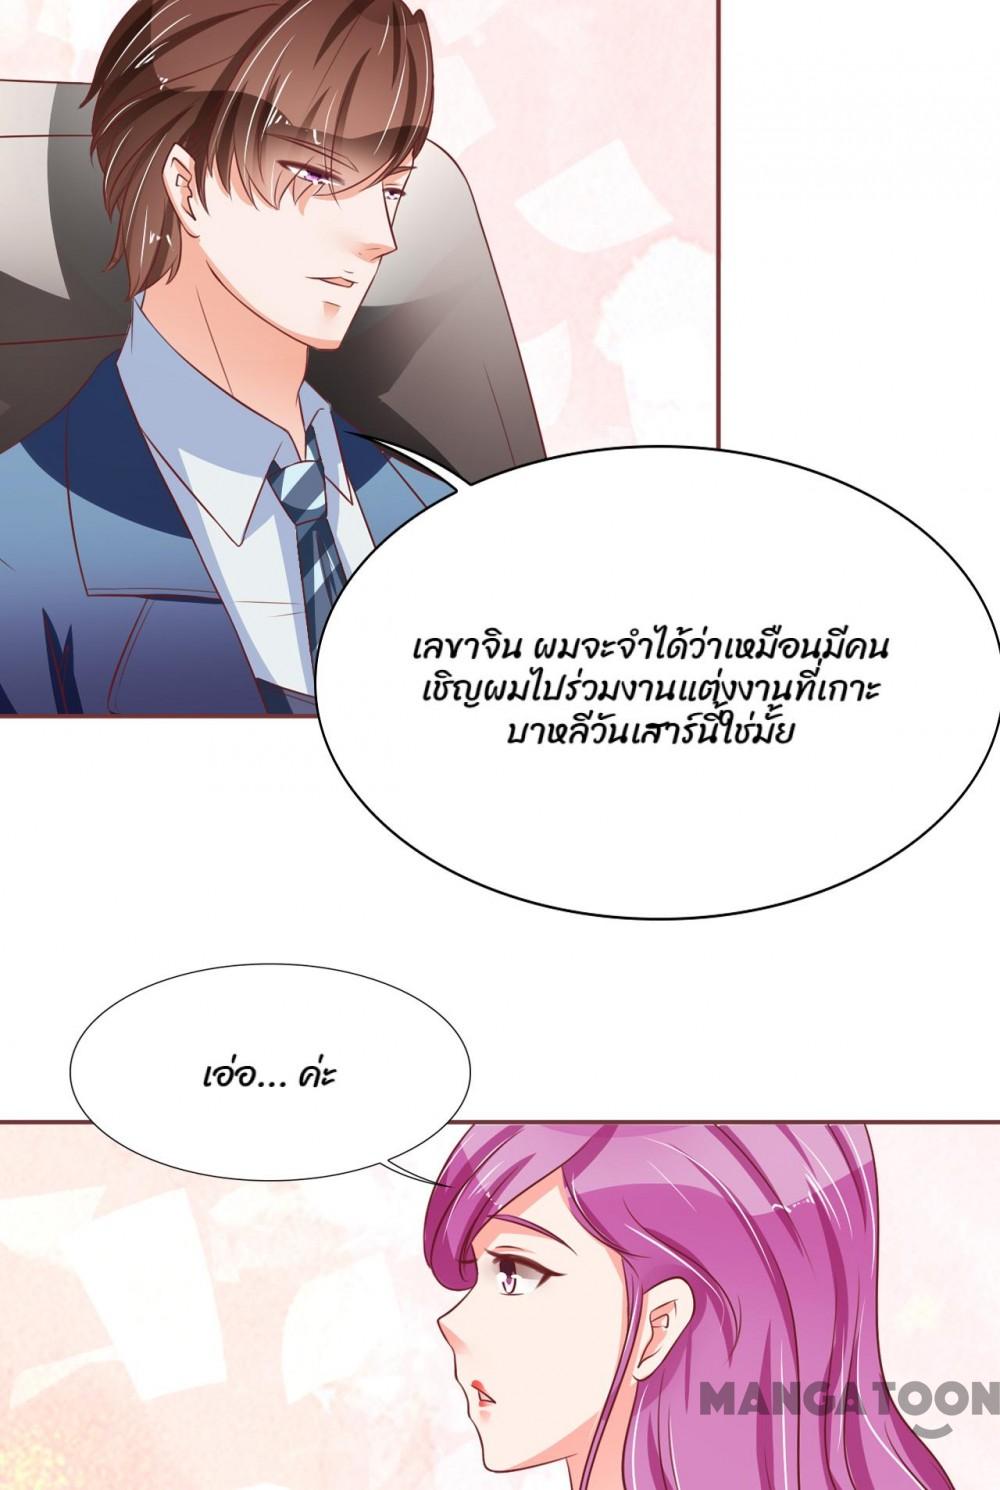 เลขาจิน ผมจะจำได้ว่าเหมือนมีคน
เชิญผมไปร่วมงานแต่งงานที่เกาะ
บาหลีวันเสาร์นี้ใช่มั้ย
เอ่อ... ค่ะ
MANGATOON